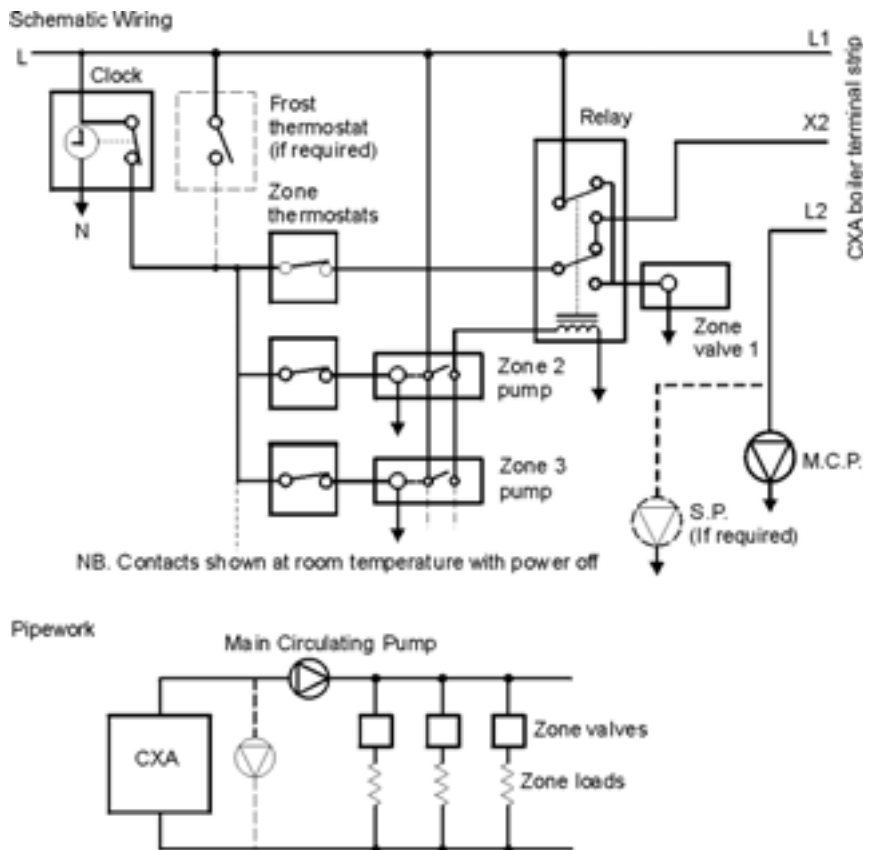 Schematic Wiring
L
L1
Clock
Frost
thermostat
(if required)
Relay
X2
CXA boiler terminal strip
N
Zone
thermostats
L2
Zone
valve 1
Zone 2
pump
Zone 3
pump
M.C.P.
S.P.
(If required)
NB. Contacts shown at room temperature with power off
Pipework
Main Circulating Pump
CXA
Zone valves
Zone loads